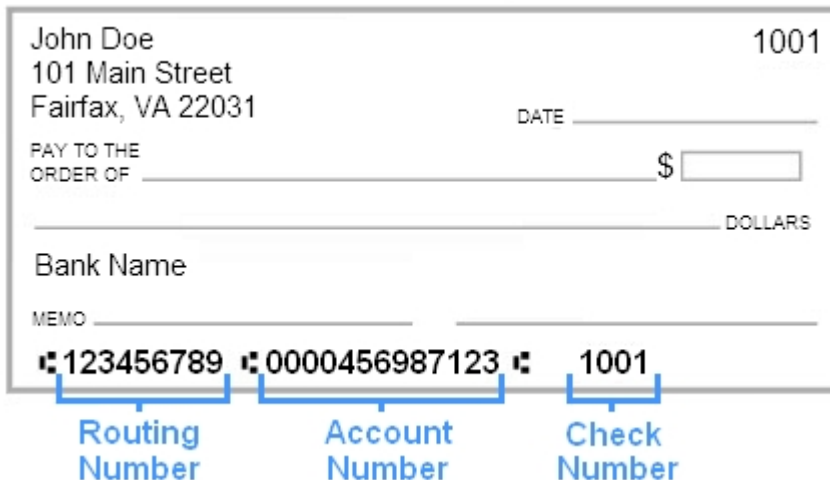 John Doe 1001
101 Main Street
Fairfax, VA 22031
DATE
PAY TO THE
ORDER OF $
DOLLARS
Bank Name
MEMO
⑆123456789 ⑆0000456987123 ⑆ 1001
Routing Account Check
Number Number Number